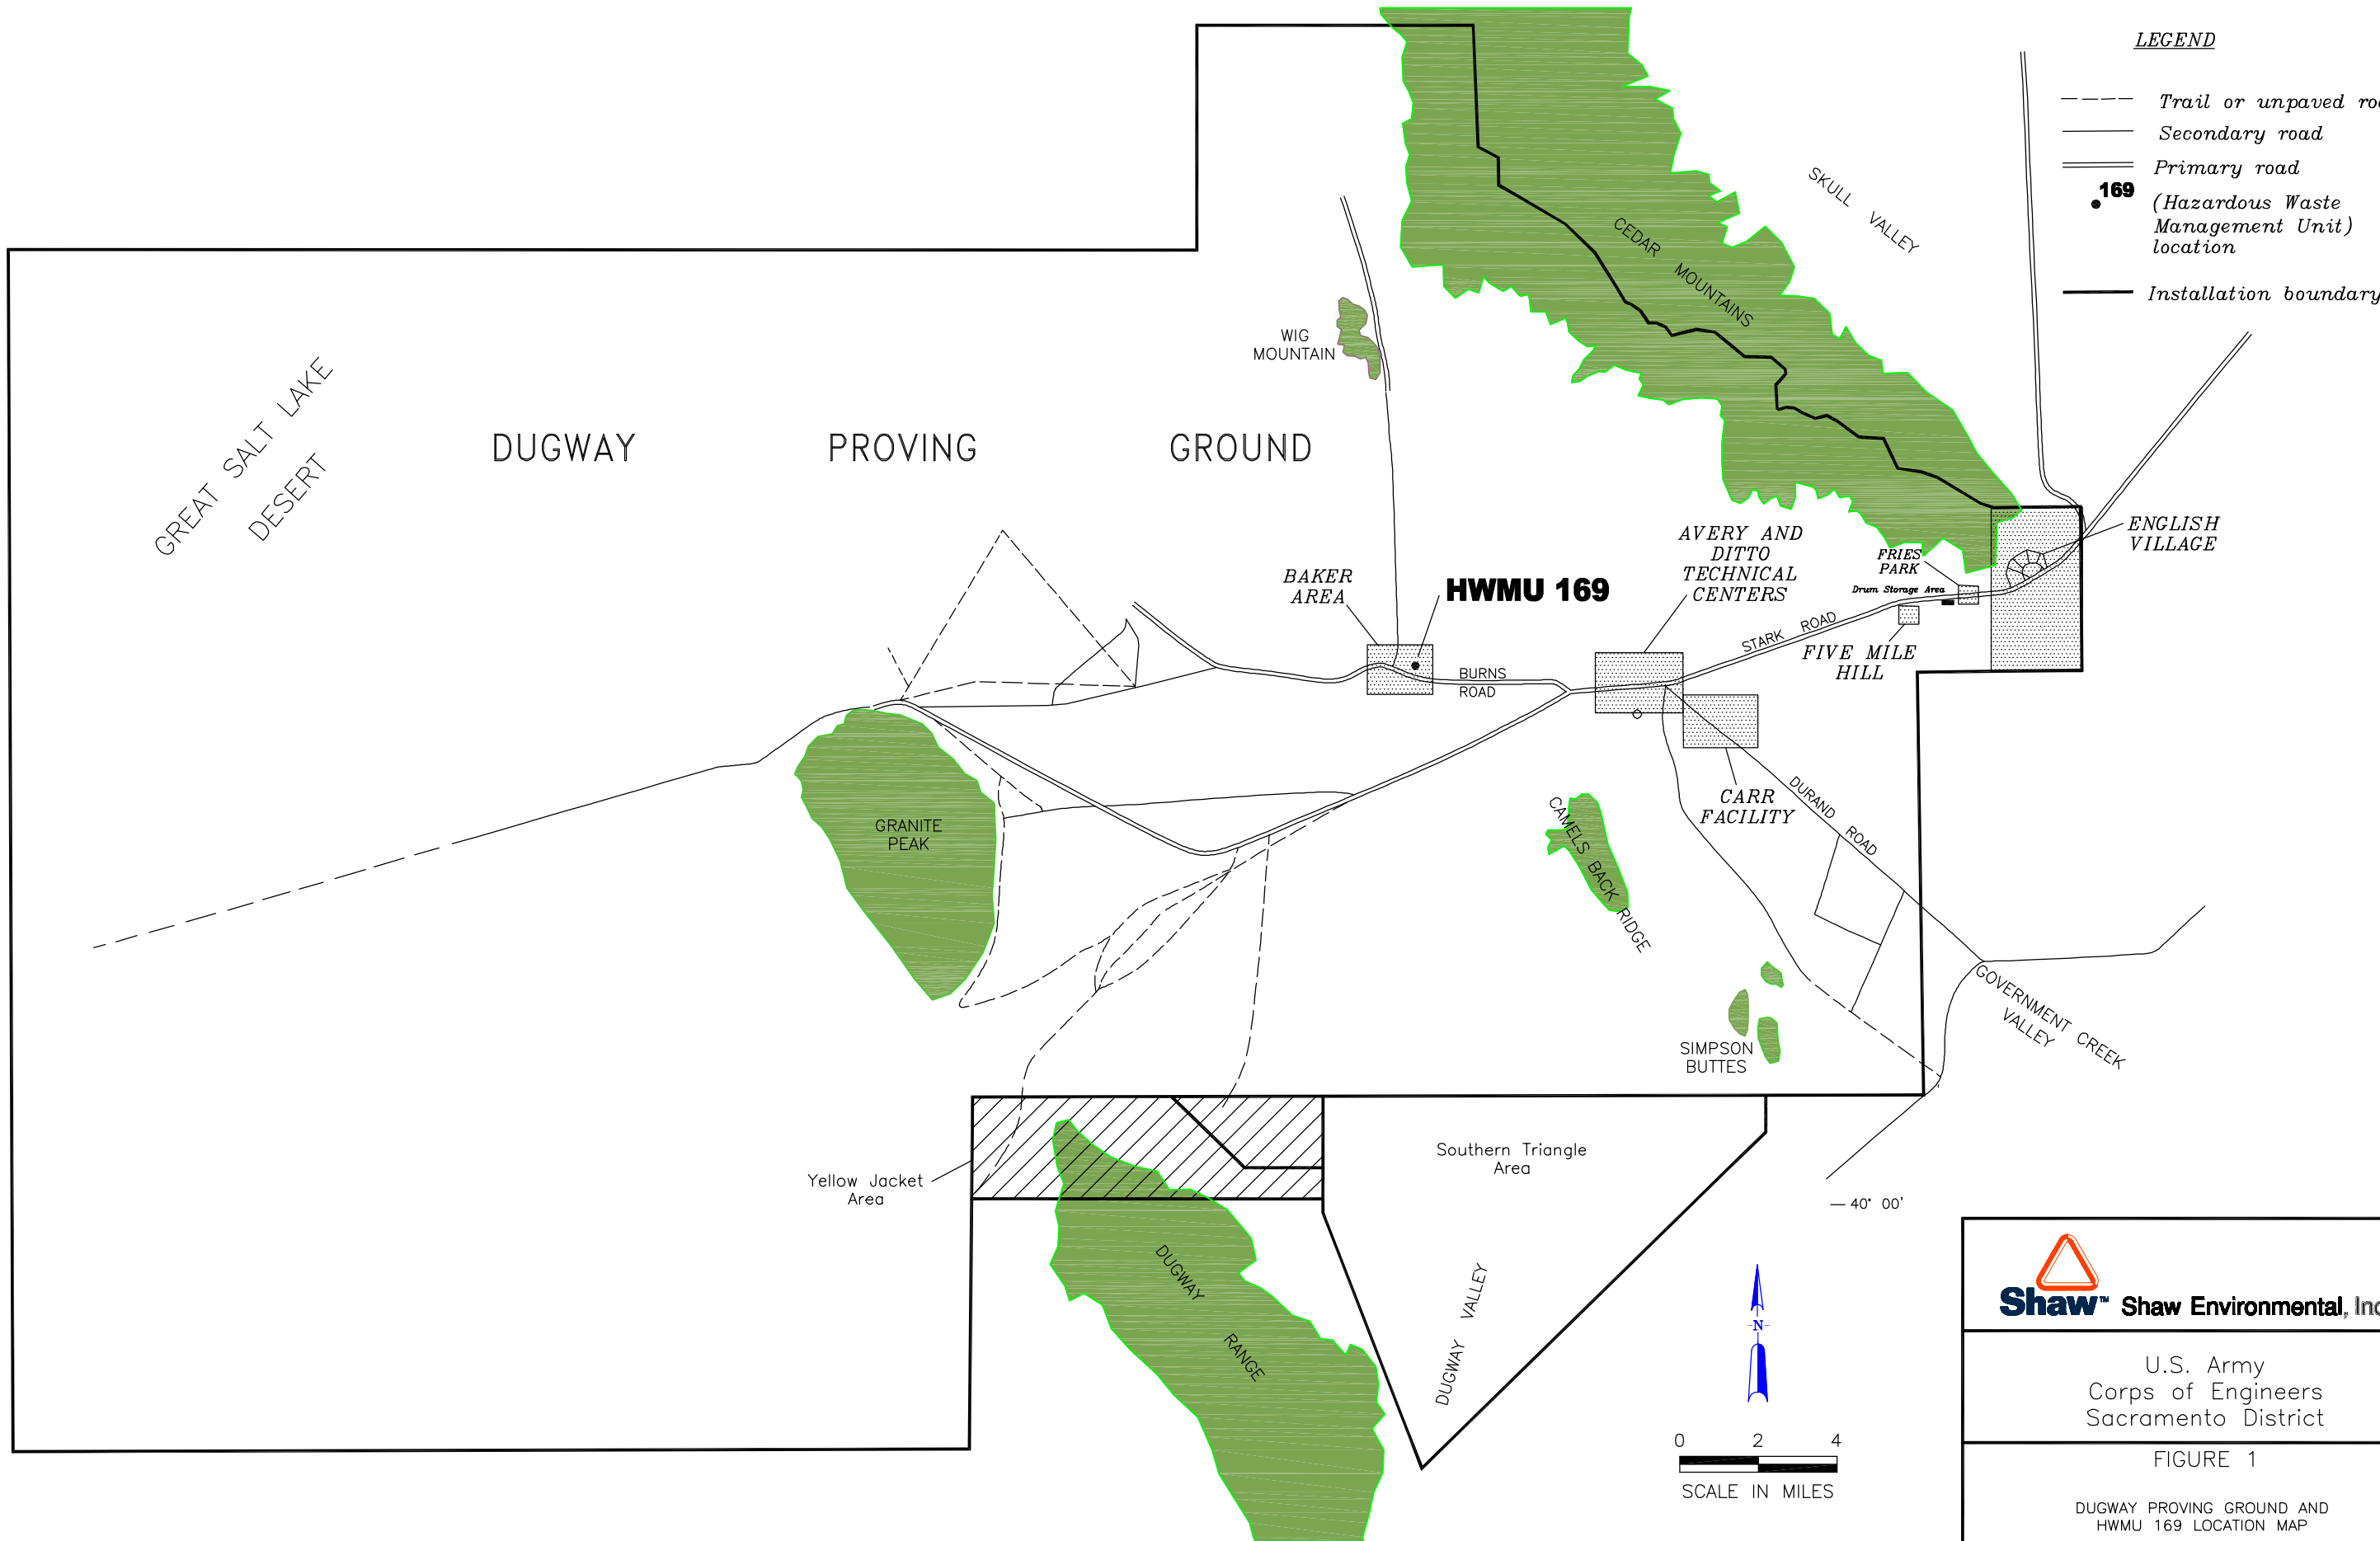 LEGEND
Trail or unpaved
Secondary road
Primary road
169
(Hazardous Waste
Management Unit)
location
Installation boundary
SKULL VALLEY
CEDAR MOUNTAINS
WIG
MOUNTAIN
GREAT SALT LAKE
DESERT
DUGWAY PROVING GROUND
ENGLISH
VILLAGE
AVERY AND
DITTO
TECHNICAL
CENTERS
FRIES
PARK
Drum Storage Area
BAKER
AREA
HWMU 169
STARK ROAD
FIVE MILE
HILL
BURNS
ROAD
CARR
FACILITY
DURAND ROAD
GRANITE
PEAK
CAMELS BACK RIDGE
GOVERNMENT CREEK
VALLEY
SIMPSON
BUTTES
Yellow Jacket
Area
Southern Triangle
Area
40° 00'
DUGWAY RANGE
DUGWAY VALLEY
N
0 2 4
SCALE IN MILES
Shaw™ Shaw Environmental, Inc
U.S. Army
Corps of Engineers
Sacramento District
FIGURE 1
DUGWAY PROVING GROUND AND
HWMU 169 LOCATION MAP